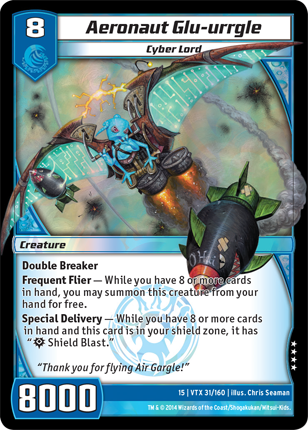 8
Aeronaut Glu-urrgle
Cyber Lord
Creature
Double Breaker
Frequent Flier — While you have 8 or more cards
in hand, you may summon this creature from your
hand for free.
Special Delivery — While you have 8 or more cards
in hand and this card is in your shield zone, it has
“ Shield Blast.”
“Thank you for flying Air Gargle!”
8000
15 | VTX 31/160 | illus. Chris Seaman
TM & © 2014 Wizards of the Coast/Shogakukan/Mitsui-Kids.